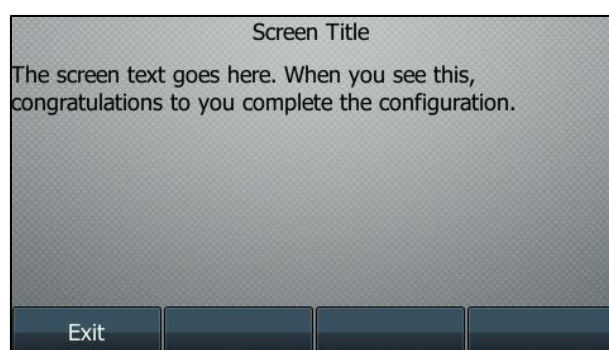 Screen Title
The screen text goes here. When you see this,
congratulations to you complete the configuration.
Exit